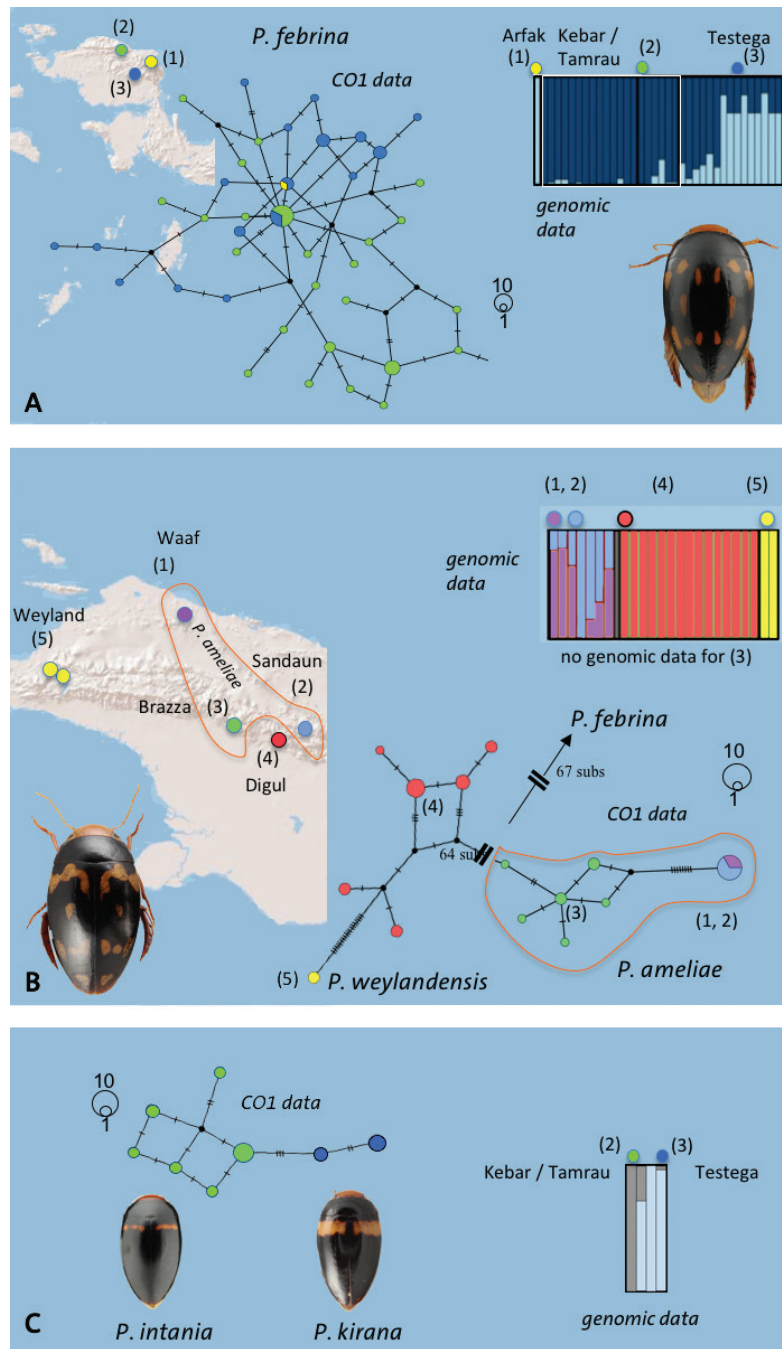 (2)
P. febrina
(1)
(3)
CO1 data
Arfak
(1)
Kebar /
Tamrau
(2)
Testega
(3)
genomic
data
10
1
A
(1, 2)
(4)
(5)
genomic
data
no genomic data for (3)
Waaf
(1)
Weyland
(5)
P. ameliae
Sandaun
(2)
Brazza
(3)
(4)
Digul
P. febrina
67 subs
10
1
CO1 data
(4)
64 su
(3)
(1, 2)
(5)
P. weylandensis
P. ameliae
B
10
1
CO1 data
(2)
(3)
Kebar / Tamrau
Testega
genomic data
C
P. intania
P. kirana